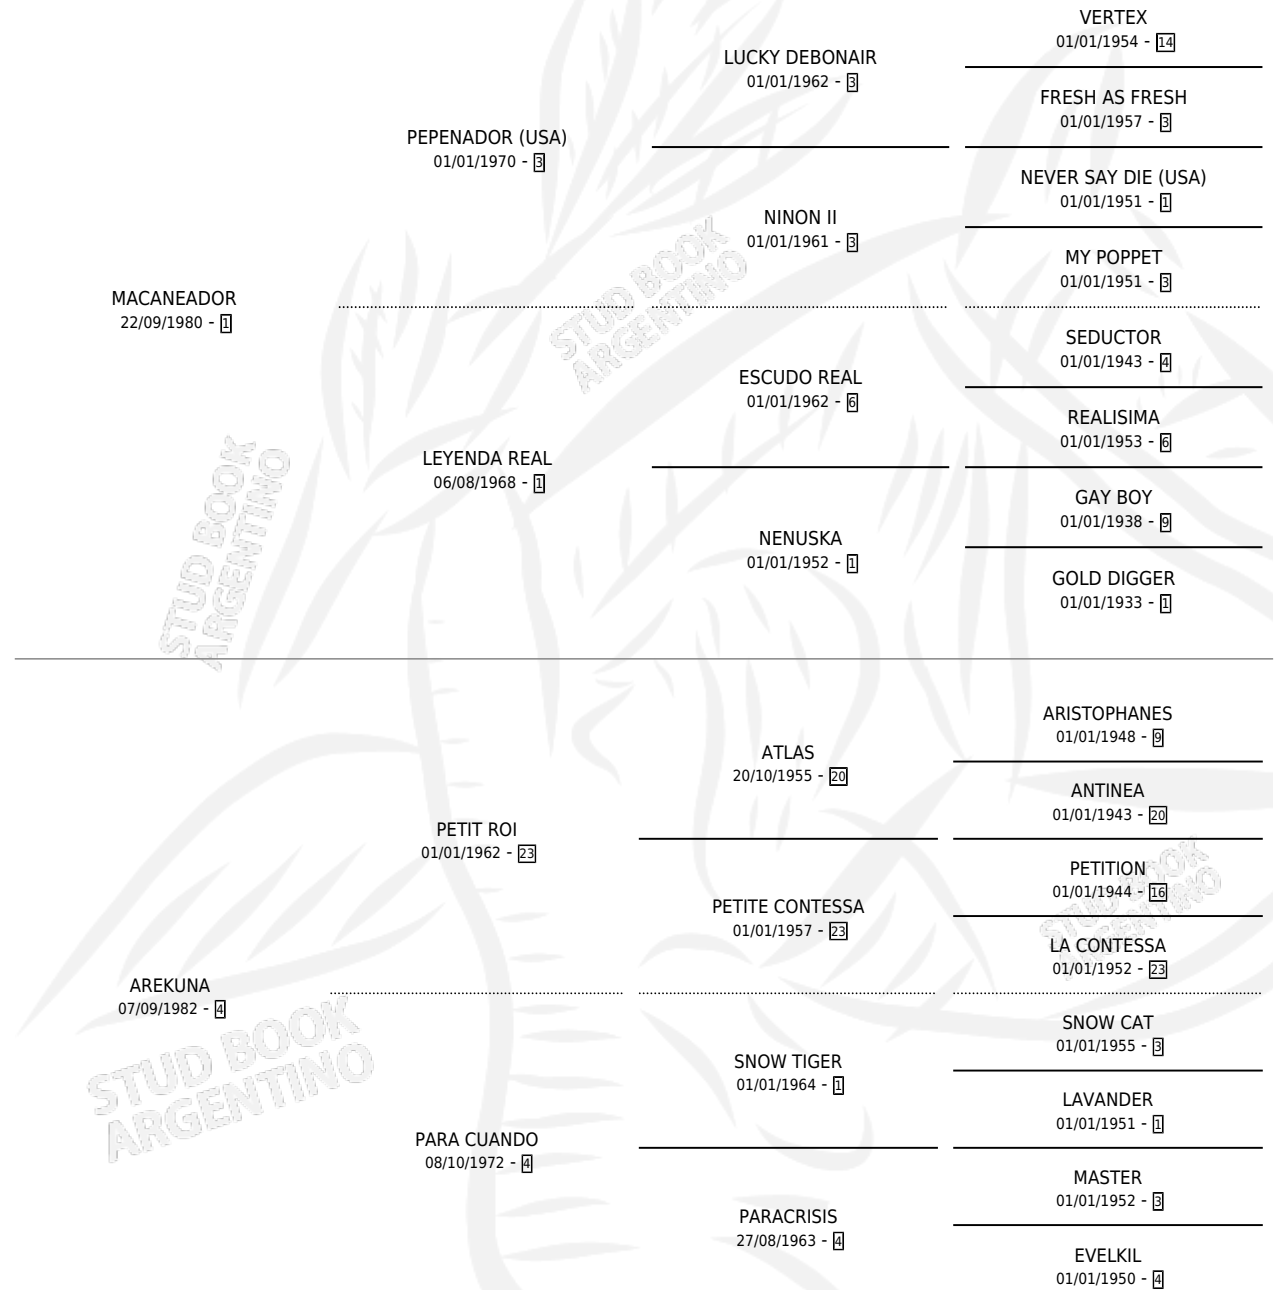 VERTEX
01/01/1954 - 14
LUCKY DEBONAIR
01/01/1962 - 3
FRESH AS FRESH
01/01/1957 - 3
PEPENADOR (USA)
01/01/1970 - 3
NEVER SAY DIE (USA)
01/01/1951 - 1
NINON II
01/01/1961 - 3
MY POPPET
01/01/1951 - 3
MACANEADOR
22/09/1980 - 1
SEDUCTOR
01/01/1943 - 4
ESCUDO REAL
01/01/1962 - 6
REALISIMA
01/01/1953 - 6
LEYENDA REAL
06/08/1968 - 1
GAY BOY
01/01/1938 - 9
NENUSKA
01/01/1952 - 1
GOLD DIGGER
01/01/1933 - 1
ARISTOPHANES
01/01/1948 - 9
ATLAS
20/10/1955 - 20
ANTINEA
01/01/1943 - 20
PETIT ROI
01/01/1962 - 23
PETITION
01/01/1944 - 16
PETITE CONTESSA
01/01/1957 - 23
LA CONTESSA
01/01/1952 - 23
AREKUNA
07/09/1982 - 4
SNOW CAT
01/01/1955 - 3
SNOW TIGER
01/01/1964 - 1
LAVANDER
01/01/1951 - 1
PARA CUANDO
08/10/1972 - 4
MASTER
01/01/1952 - 3
PARACRISIS
27/08/1963 - 4
EVELKIL
01/01/1950 - 4
STUD BOOK
ARGENTINO
STUD BOOK
ARGENTINO
STUD BOOK
ARGENTINO
STUD BOOK
ARGENTINO